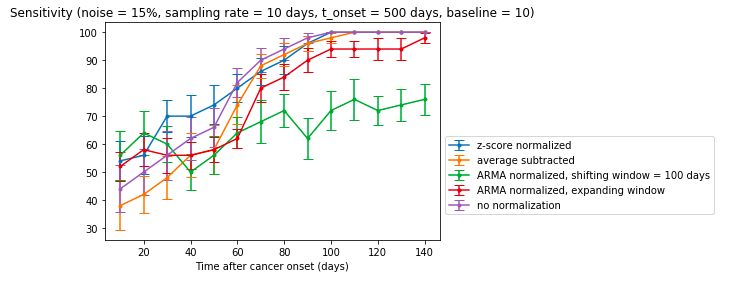 Sensitivity (noise = 15%, sampling rate = 10 days, t_onset = 500 days, baseline = 10)
100
90
80
70
60
50
40
30
20 40 60 80 100 120 140
Time after cancer onset (days)
z-score normalized
average subtracted
ARMA normalized, shifting window = 100 days
ARMA normalized, expanding window
no normalization